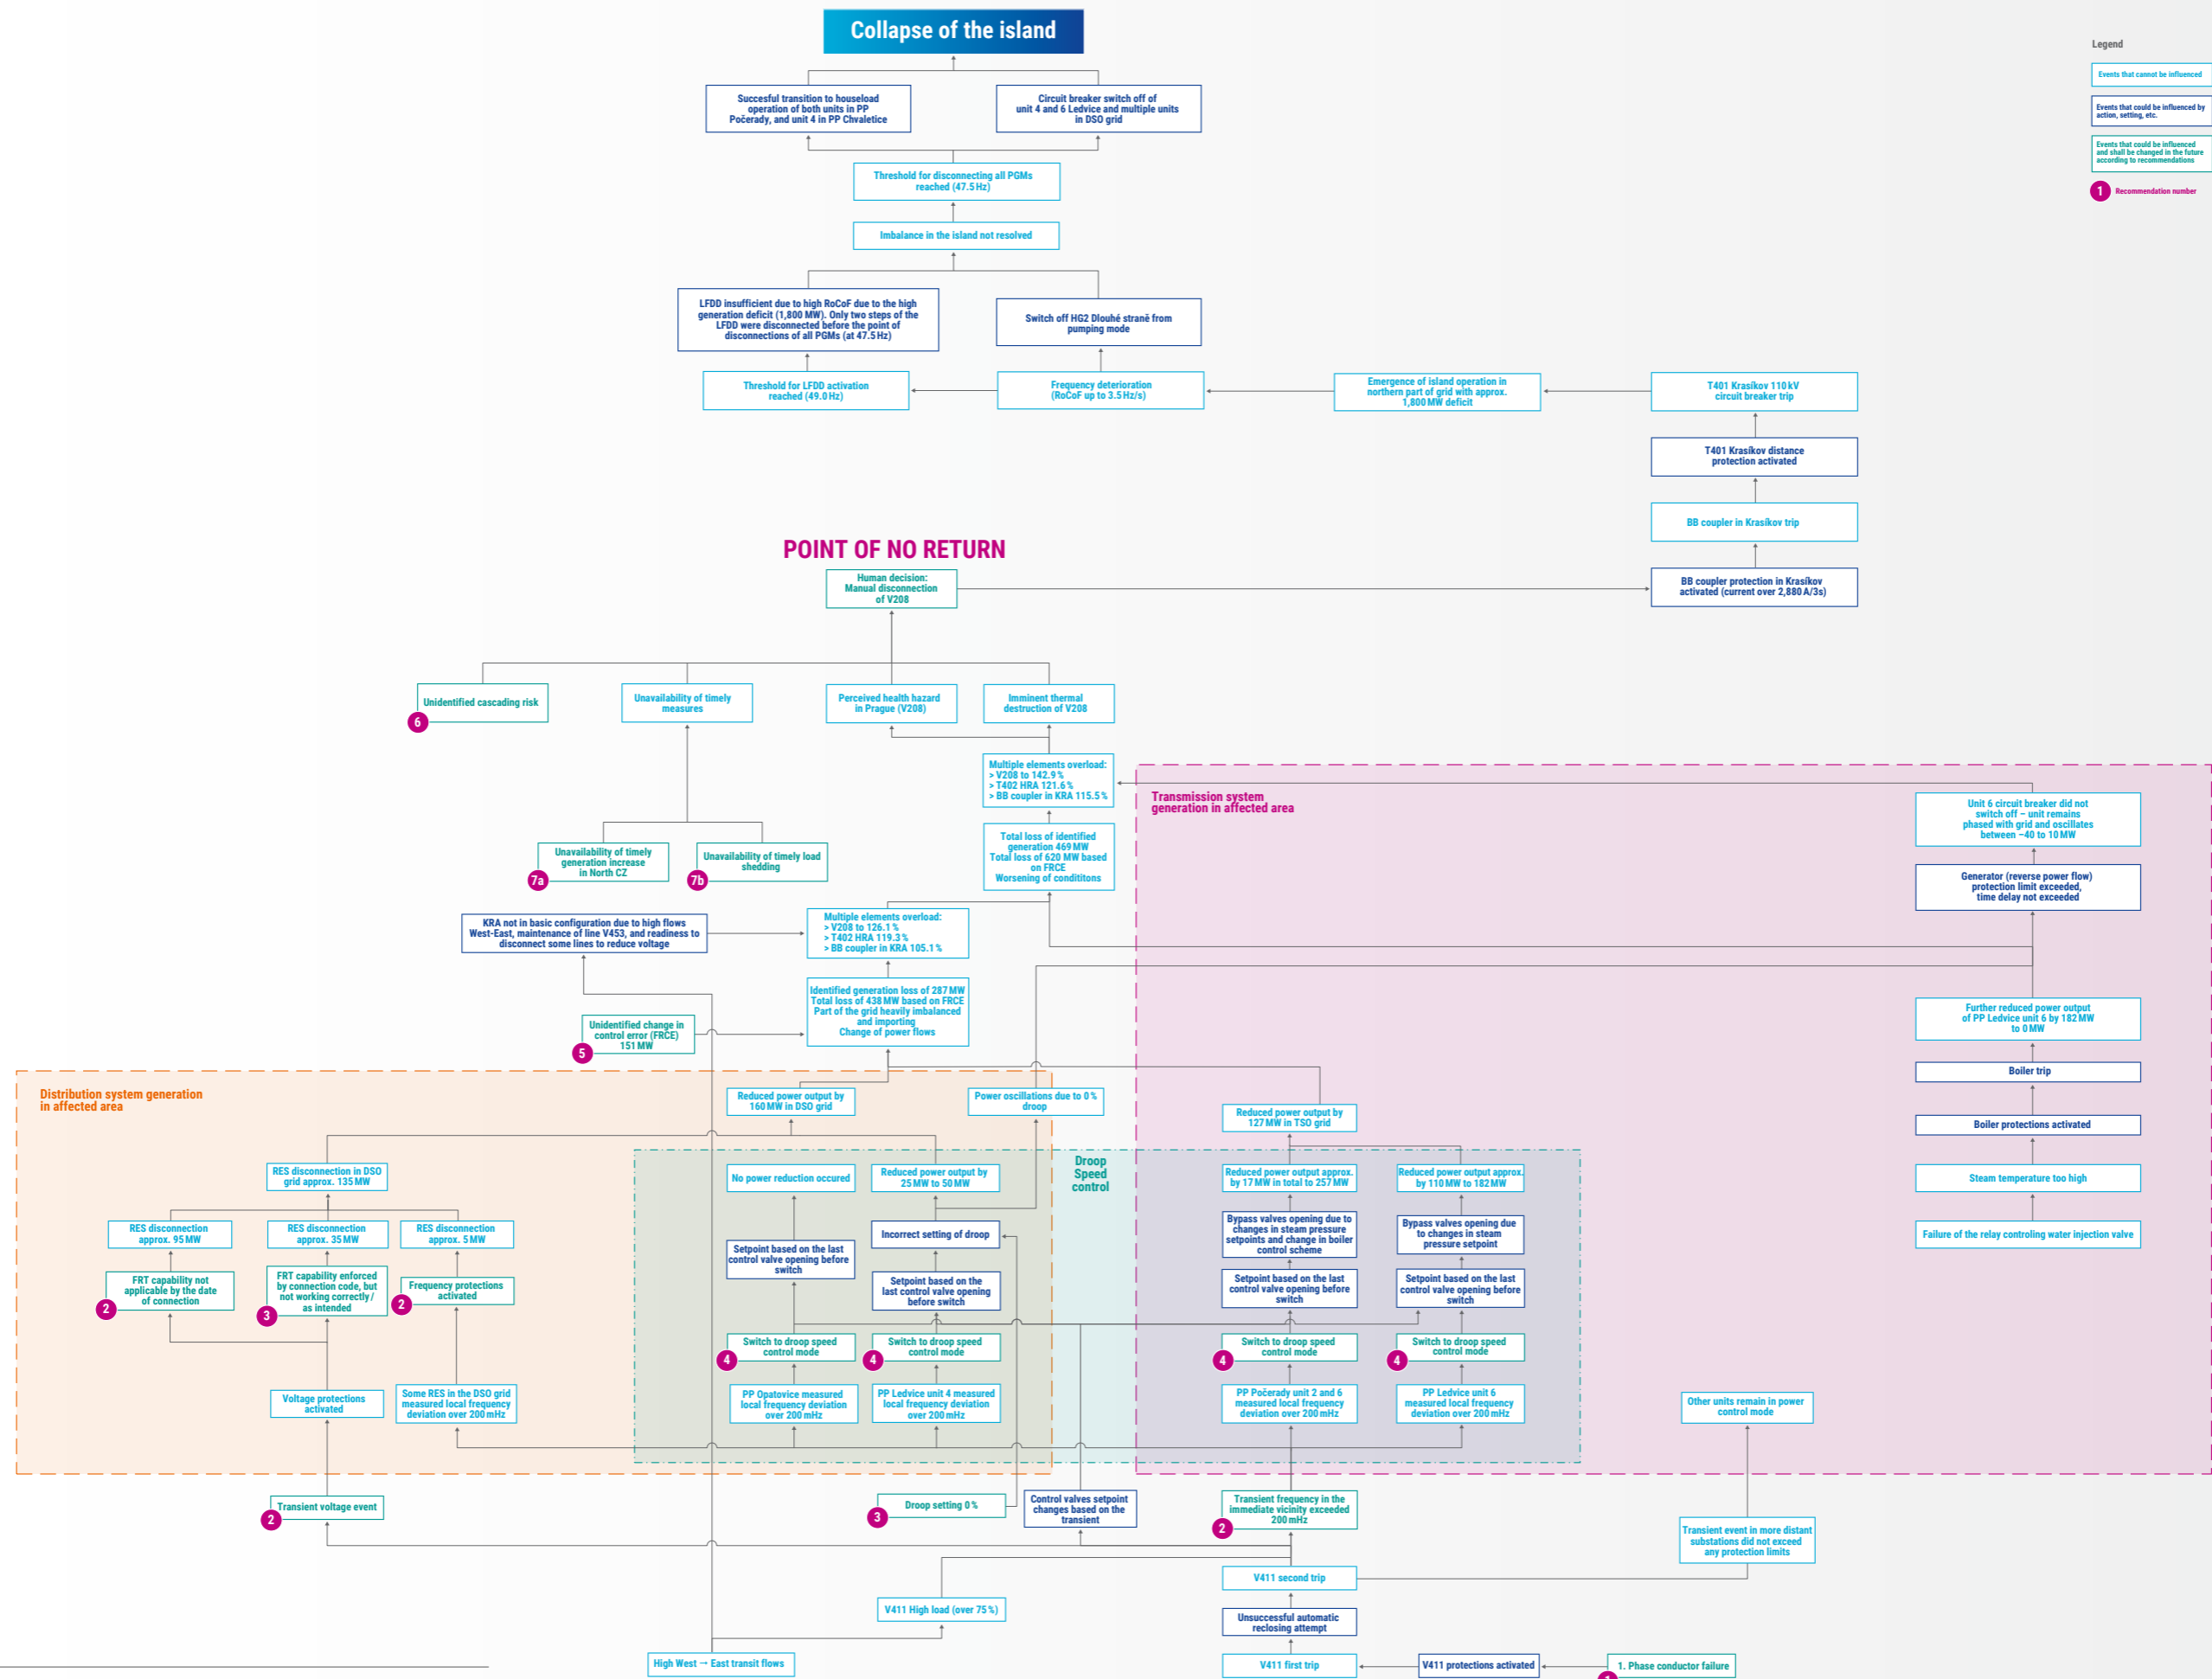 Collapse of the island
Legend
Events that cannot be influenced
Events that could be influenced by
action, setting, etc.
Events that could be influenced
and shall be changed in the future
according to recommendations
1
Recommendation number
Succesful transition to houseload
operation of both units in PP
Počerady, and unit 4 in PP Chvaletice
Circuit breaker switch off of
unit 4 and 6 Ledvice and multiple units
in DSO grid
Threshold for disconnecting all PGMs
reached (47.5 Hz)
Imbalance in the island not resolved
LFDD insufficient due to high RoCoF due to the high
generation deficit (1,800 MW). Only two steps of the
LFDD were disconnected before the point of
disconnections of all PGMs (at 47.5 Hz)
Switch off HG2 Dlouhé straně from
pumping mode
Threshold for LFDD activation
reached (49.0 Hz)
Frequency deterioration
(RoCoF up to 3.5 Hz/s)
Emergence of island operation in
northern part of grid with approx.
1,800 MW deficit
T401 Krasíkov 110 kV
circuit breaker trip
T401 Krasíkov distance
protection activated
BB coupler in Krasíkov trip
BB coupler protection in Krasíkov
activated (current over 2,880 A/3s)
POINT OF NO RETURN
Human decision:
Manual disconnection
of V208
Unidentified cascading risk
6
Unavailability of timely
measures
Perceived health hazard
in Prague (V208)
Imminent thermal
destruction of V208
Multiple elements overload:
> V208 to 142.9 %
> T402 HRA 121.6 %
> BB coupler in KRA 115.5 %
Total loss of identified
generation 469 MW
Total loss of 620 MW based
on FRCE
Worsening of condititons
Unavailability of timely
generation increase
in North CZ
7a
Unavailability of timely load
shedding
7b
KRA not in basic configuration due to high flows
West-East, maintenance of line V453, and readiness to
disconnect some lines to reduce voltage
Multiple elements overload:
> V208 to 126.1 %
> T402 HRA 119.3 %
> BB coupler in KRA 105.1 %
Identified generation loss of 287 MW
Total loss of 438 MW based on FRCE
Part of the grid heavily imbalanced
and importing
Change of power flows
Unidentified change in
control error (FRCE)
151 MW
5
Transmission system
generation in affected area
Unit 6 circuit breaker did not
switch off – unit remains
phased with grid and oscillates
between –40 to 10 MW
Generator (reverse power flow)
protection limit exceeded,
time delay not exceeded
Further reduced power output
of PP Ledvice unit 6 by 182 MW
to 0 MW
Boiler trip
Boiler protections activated
Steam temperature too high
Failure of the relay controling water injection valve
Distribution system generation
in affected area
Reduced power output by
160 MW in DSO grid
Power oscillations due to 0 %
droop
Reduced power output by
127 MW in TSO grid
Droop
Speed
control
RES disconnection in DSO
grid approx. 135 MW
No power reduction occured
Reduced power output by
25 MW to 50 MW
Reduced power output approx.
by 17 MW in total to 257 MW
Reduced power output approx.
by 110 MW to 182 MW
RES disconnection
approx. 95 MW
RES disconnection
approx. 35 MW
RES disconnection
approx. 5 MW
Setpoint based on the last
control valve opening before
switch
Incorrect setting of droop
Bypass valves opening due to
changes in steam pressure
setpoints and change in boiler
control scheme
Bypass valves opening due
to changes in steam
pressure setpoint
FRT capability not
applicable by the date
of connection
2
FRT capability enforced
by connection code, but
not working correctly /
as intended
3
Frequency protections
activated
2
Setpoint based on the
last control valve opening
before switch
Setpoint based on the last
control valve opening before
switch
Setpoint based on the last
control valve opening before
switch
Switch to droop speed
control mode
4
Switch to droop speed
control mode
4
Switch to droop speed
control mode
4
Switch to droop speed
control mode
4
Voltage protections
activated
Some RES in the DSO grid
measured local frequency
deviation over 200 mHz
PP Opatovice measured
local frequency deviation
over 200 mHz
PP Ledvice unit 4 measured
local frequency deviation
over 200 mHz
PP Počerady unit 2 and 6
measured local frequency
deviation over 200 mHz
PP Ledvice unit 6
measured local frequency
deviation over 200 mHz
Other units remain in power
control mode
Transient voltage event
2
Droop setting 0 %
3
Control valves setpoint
changes based on the
transient
Transient frequency in the
immediate vicinity exceeded
200 mHz
2
Transient event in more distant
substations did not exceed
any protection limits
V411 second trip
V411 High load (over 75 %)
Unsuccessful automatic
reclosing attempt
High West → East transit flows
V411 first trip
V411 protections activated
1. Phase conductor failure
1